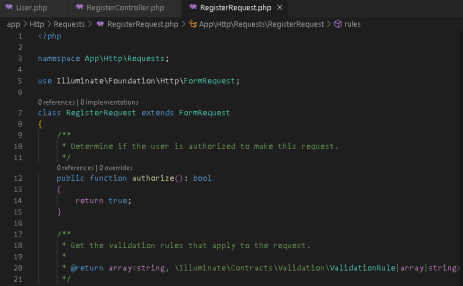 User.php RegisterController.php RegisterRequest.php ×
app > Http > Requests > RegisterRequest.php > App\Http\Requests\RegisterRequest > rules
1 <?php
2
3 namespace App\Http\Requests;
4
5 use Illuminate\Foundation\Http\FormRequest;
6
0 references | 0 implementations
7 class RegisterRequest extends FormRequest
8 {
9 /**
10 * Determine if the user is authorized to make this request.
11 */
0 references | 0 overrides
12 public function authorize(): bool
13 {
14 return true;
15 }
16
17 /**
18 * Get the validation rules that apply to the request.
19 *
20 * @return array<string, \Illuminate\Contracts\Validation\ValidationRule|array|string>
21 */